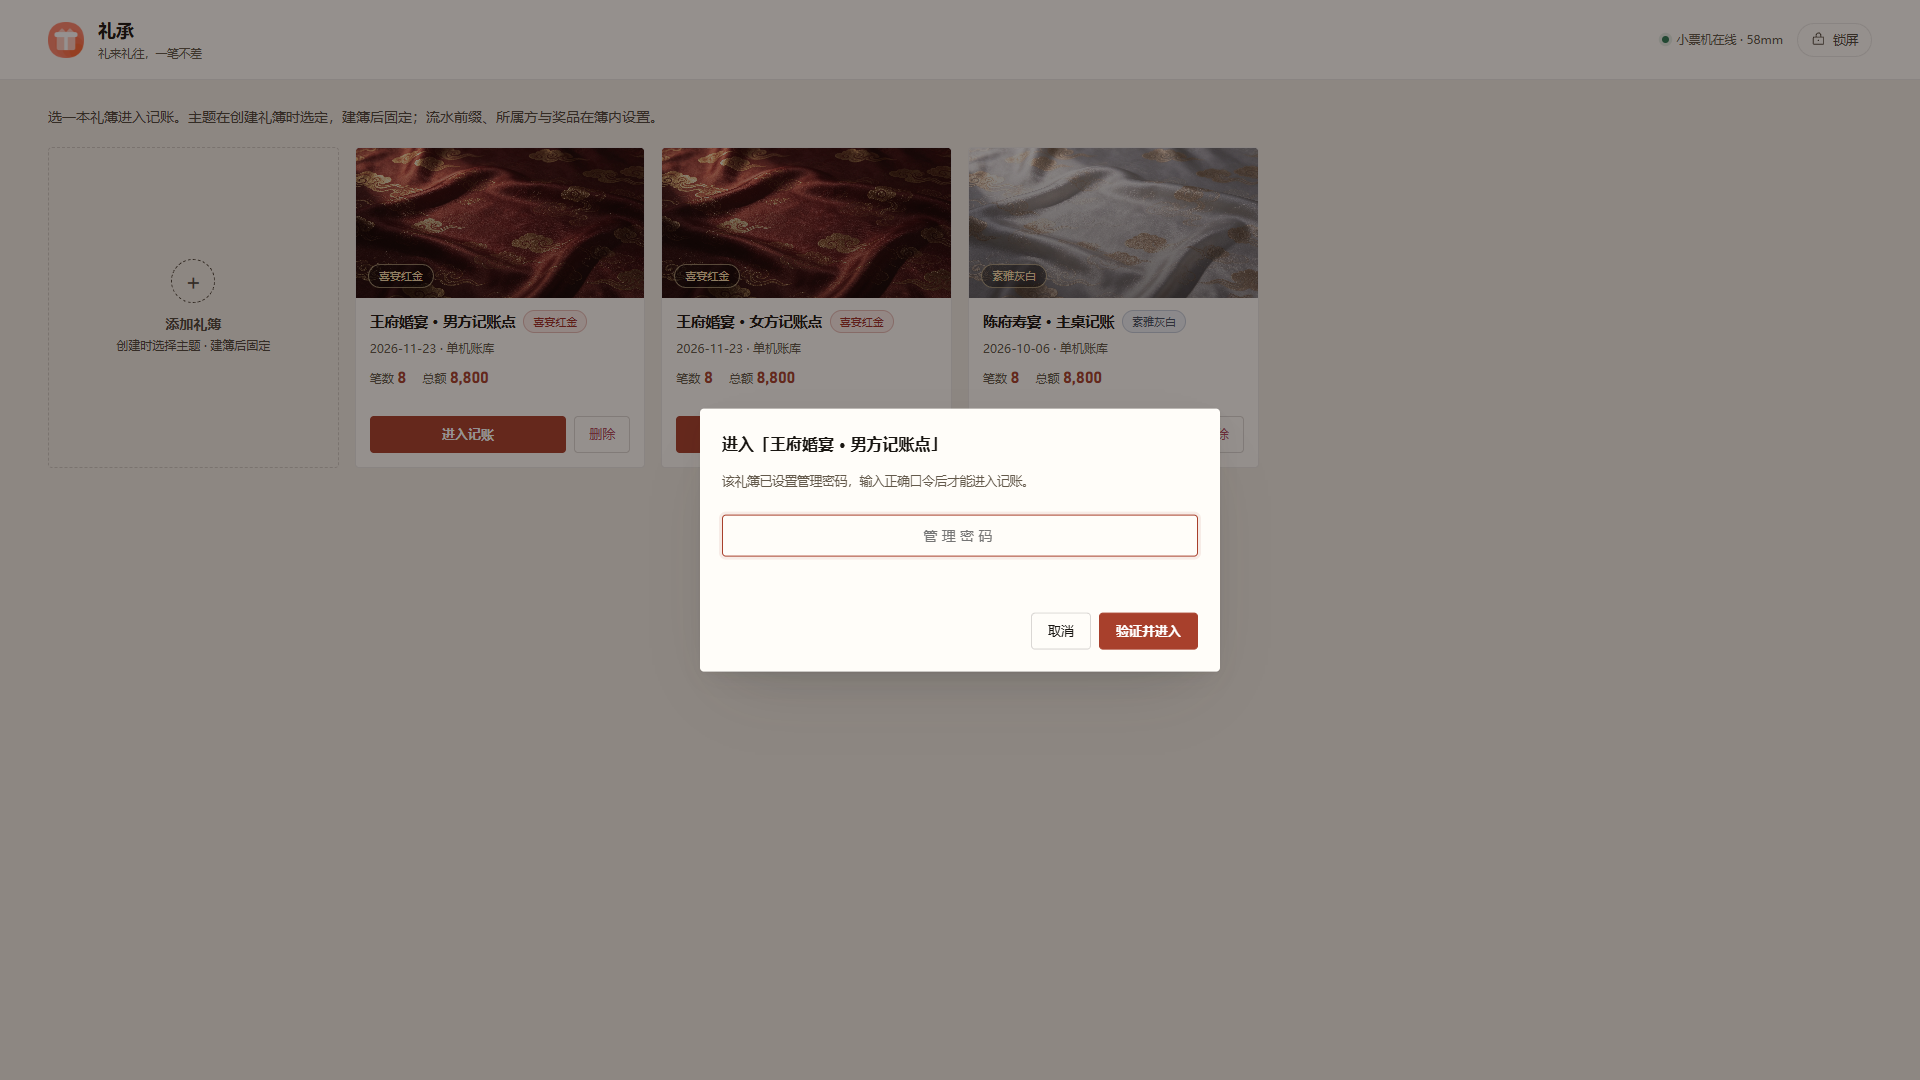 礼承
礼来礼往，一笔不差
小票机在线 · 58mm
锁屏
选一本礼簿进入记账。主题在创建礼簿时选定，建簿后固定；流水前缀、所属方与奖品在簿内设置。
+
添加礼簿
创建时选择主题 · 建簿后固定
喜宴红金
王府婚宴 • 男方记账点 喜宴红金
2026-11-23 · 单机账库
笔数 8 总额 8,800
进入记账 删除
喜宴红金
王府婚宴 • 女方记账点 喜宴红金
2026-11-23 · 单机账库
笔数 8 总额 8,800
素雅灰白
陈府寿宴 • 主桌记账 素雅灰白
2026-10-06 · 单机账库
笔数 8 总额 8,800
除
进入「王府婚宴 • 男方记账点」
该礼簿已设置管理密码，输入正确口令后才能进入记账。
管理密码
取消 验证并进入